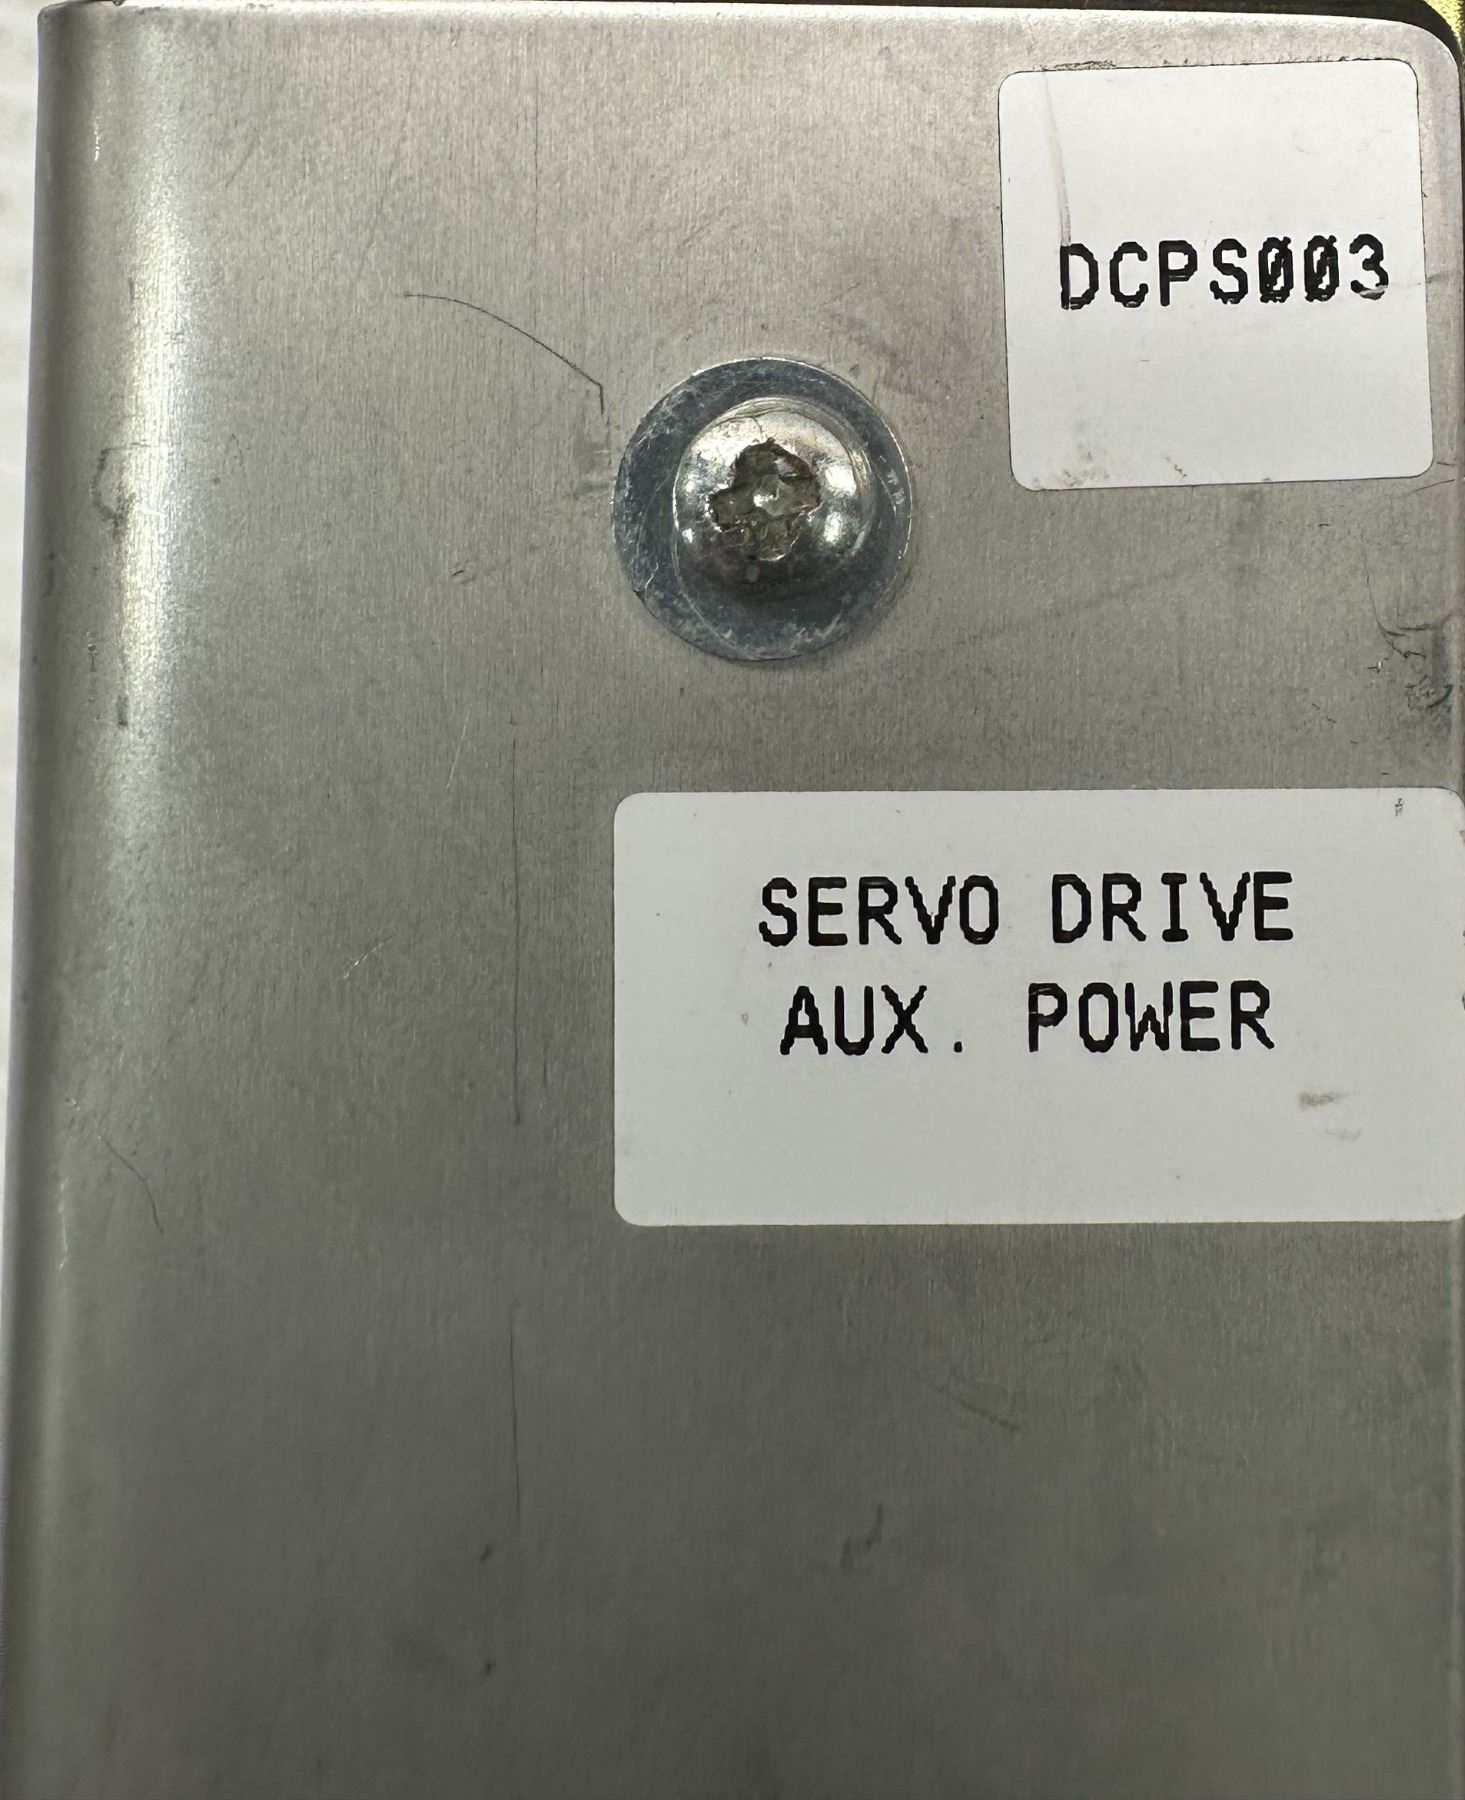 DCPS003
SERVO DRIVE
AUX. POWER